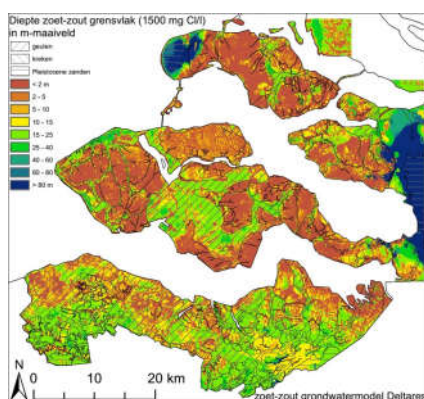 Diepte zoet-zout grensvlak (1500 mg Cl/l)
in m-maaiveld
geulen
kreken
Pleistocene zanden
< 2 m
2 - 5
5 - 10
10 - 15
15 - 25
25 - 40
40 - 60
60 - 80
> 80 m
N
0 10 20 km
zoet-zout grondwatermodel Deltares